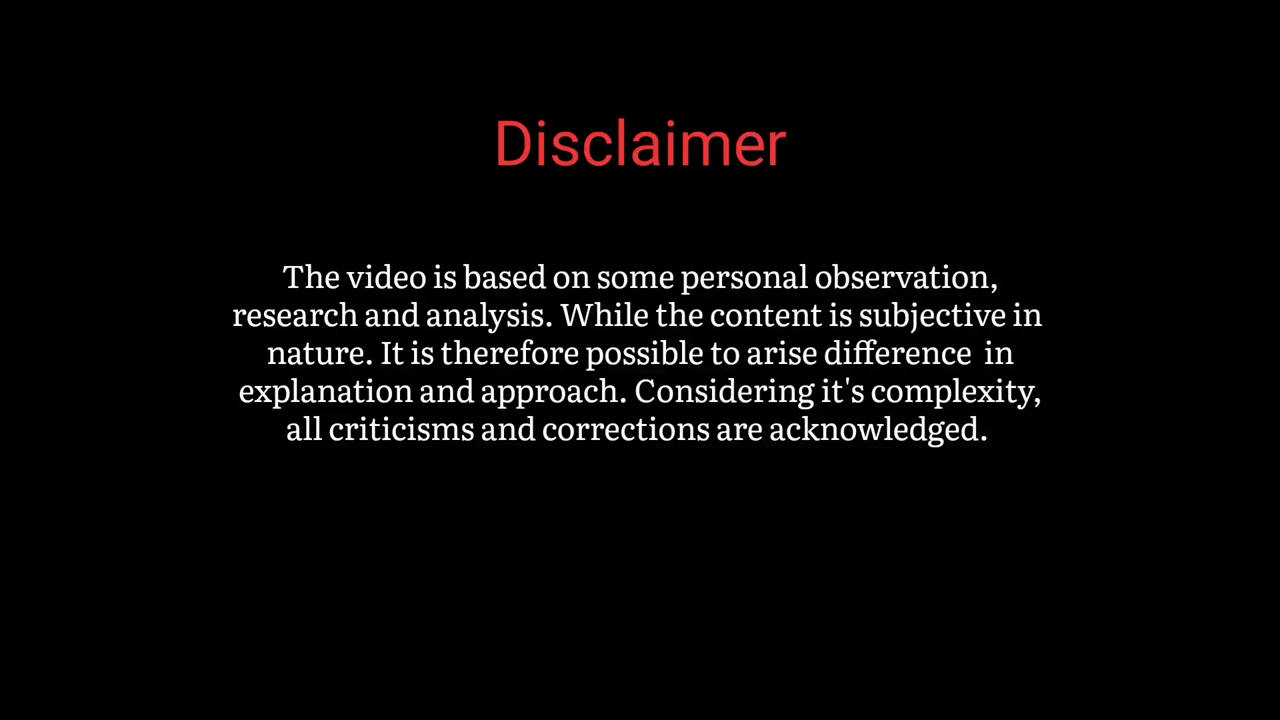 Disclaimer
The video is based on some personal observation,
research and analysis. While the content is subjective in
nature. It is therefore possible to arise difference  in
explanation and approach. Considering it's complexity,
all criticisms and corrections are acknowledged.